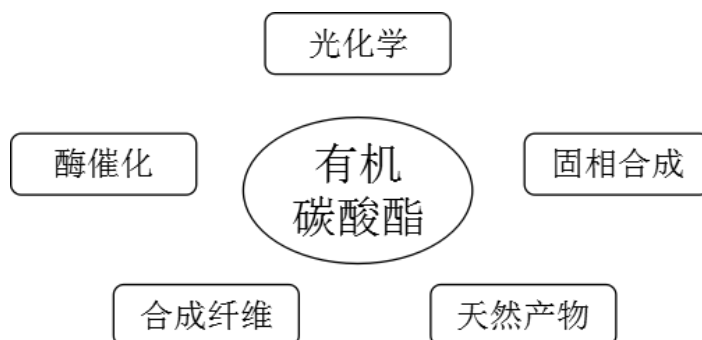 光化学
酶催化
有机
碳酸酯
固相合成
合成纤维
天然产物